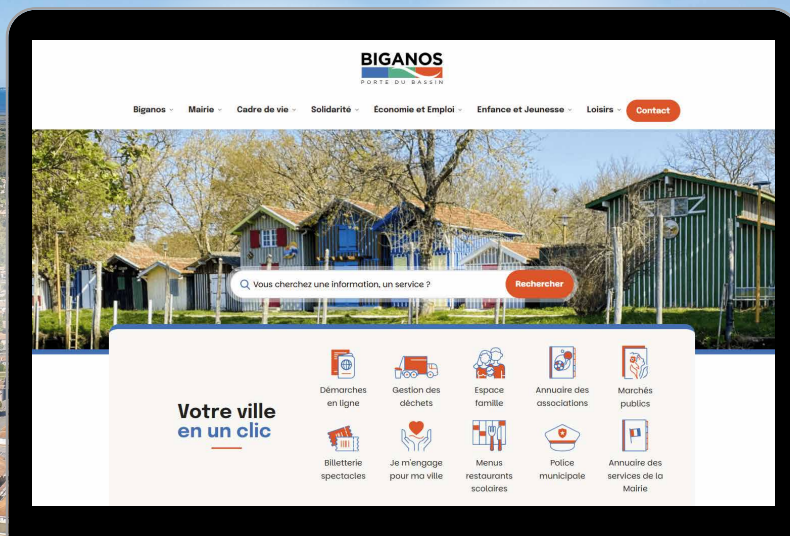 BIGANOS
PORTE DU BASSIN
Biganos Mairie Cadre de vie Solidarité Économie et Emploi Enfance et Jeunesse Loisirs Contact
Vous cherchez une information, un service ? Rechercher
Votre ville
en un clic
Démarches
en ligne
Gestion des
déchets
Espace
famille
Annuaire des
associations
Marchés
publics
Billetterie
spectacles
Je m'engage
pour ma ville
Menus
restaurants
scolaires
Police
municipale
Annuaire des
services de la
Mairie